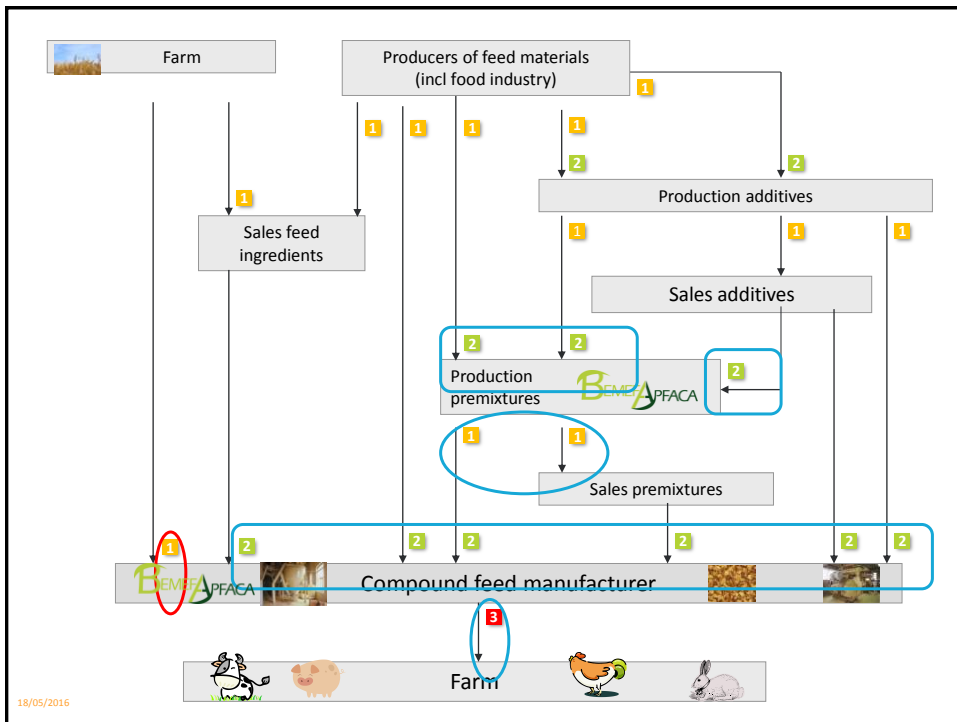 Farm
Producers of feed materials
(incl food industry)
1
1
1
1
1
2
2
Production additives
1
Sales feed
ingredients
1
1
1
Sales additives
2
2
2
Production
premixtures
BEMEFA APFACA
1
1
Sales premixtures
1
2
2
2
2
2
2
BEMEFA APFACA
Compound feed manufacturer
3
Farm
18/05/2016